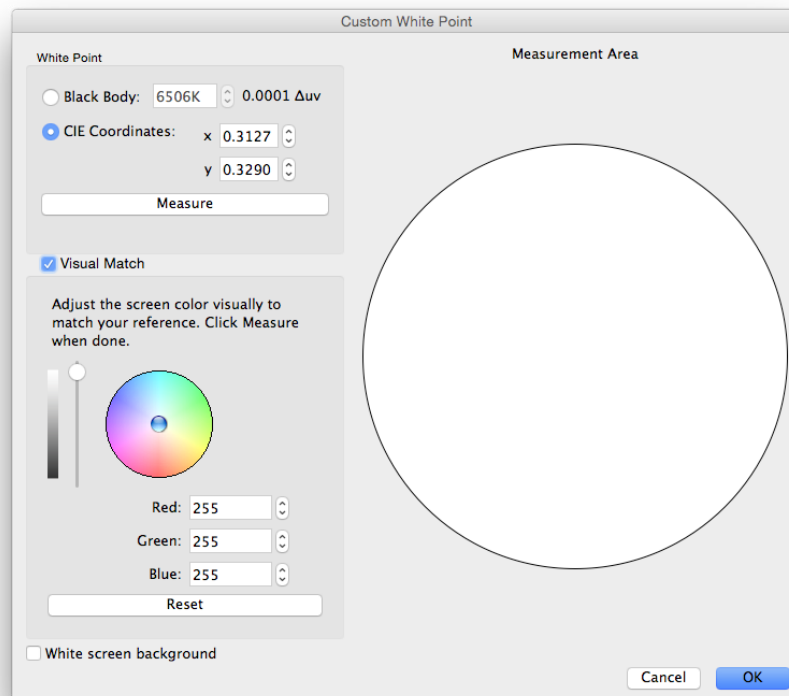 Custom White Point
White Point
Black Body: 6506K 0.0001 Δuv
CIE Coordinates: x 0.3127
y 0.3290
Measure
Visual Match
Adjust the screen color visually to
match your reference. Click Measure
when done.
Red: 255
Green: 255
Blue: 255
Reset
White screen background
Measurement Area
Cancel OK